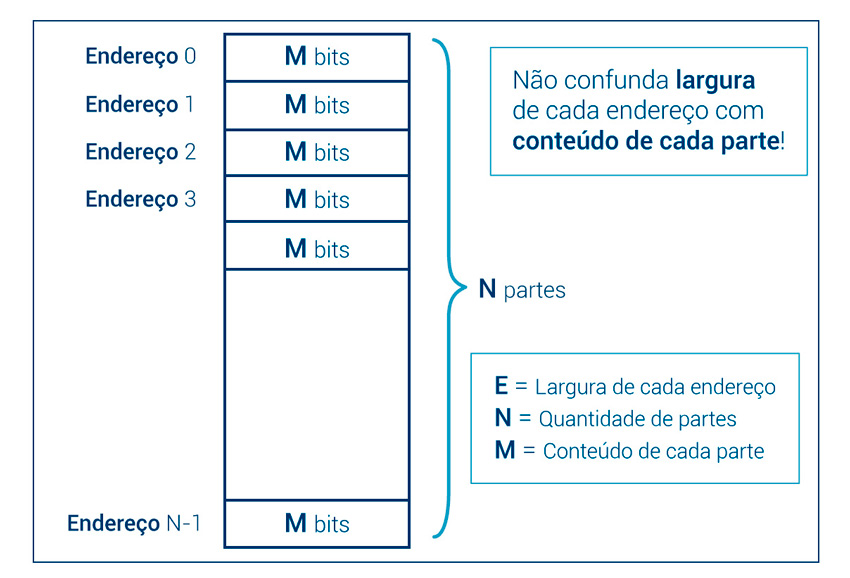 Endereço 0 M bits
Endereço 1 M bits
Endereço 2 M bits
Endereço 3 M bits
M bits
Endereço N-1 M bits
N partes
Não confunda largura
de cada endereço com
conteúdo de cada parte!
E = Largura de cada endereço
N = Quantidade de partes
M = Conteúdo de cada parte